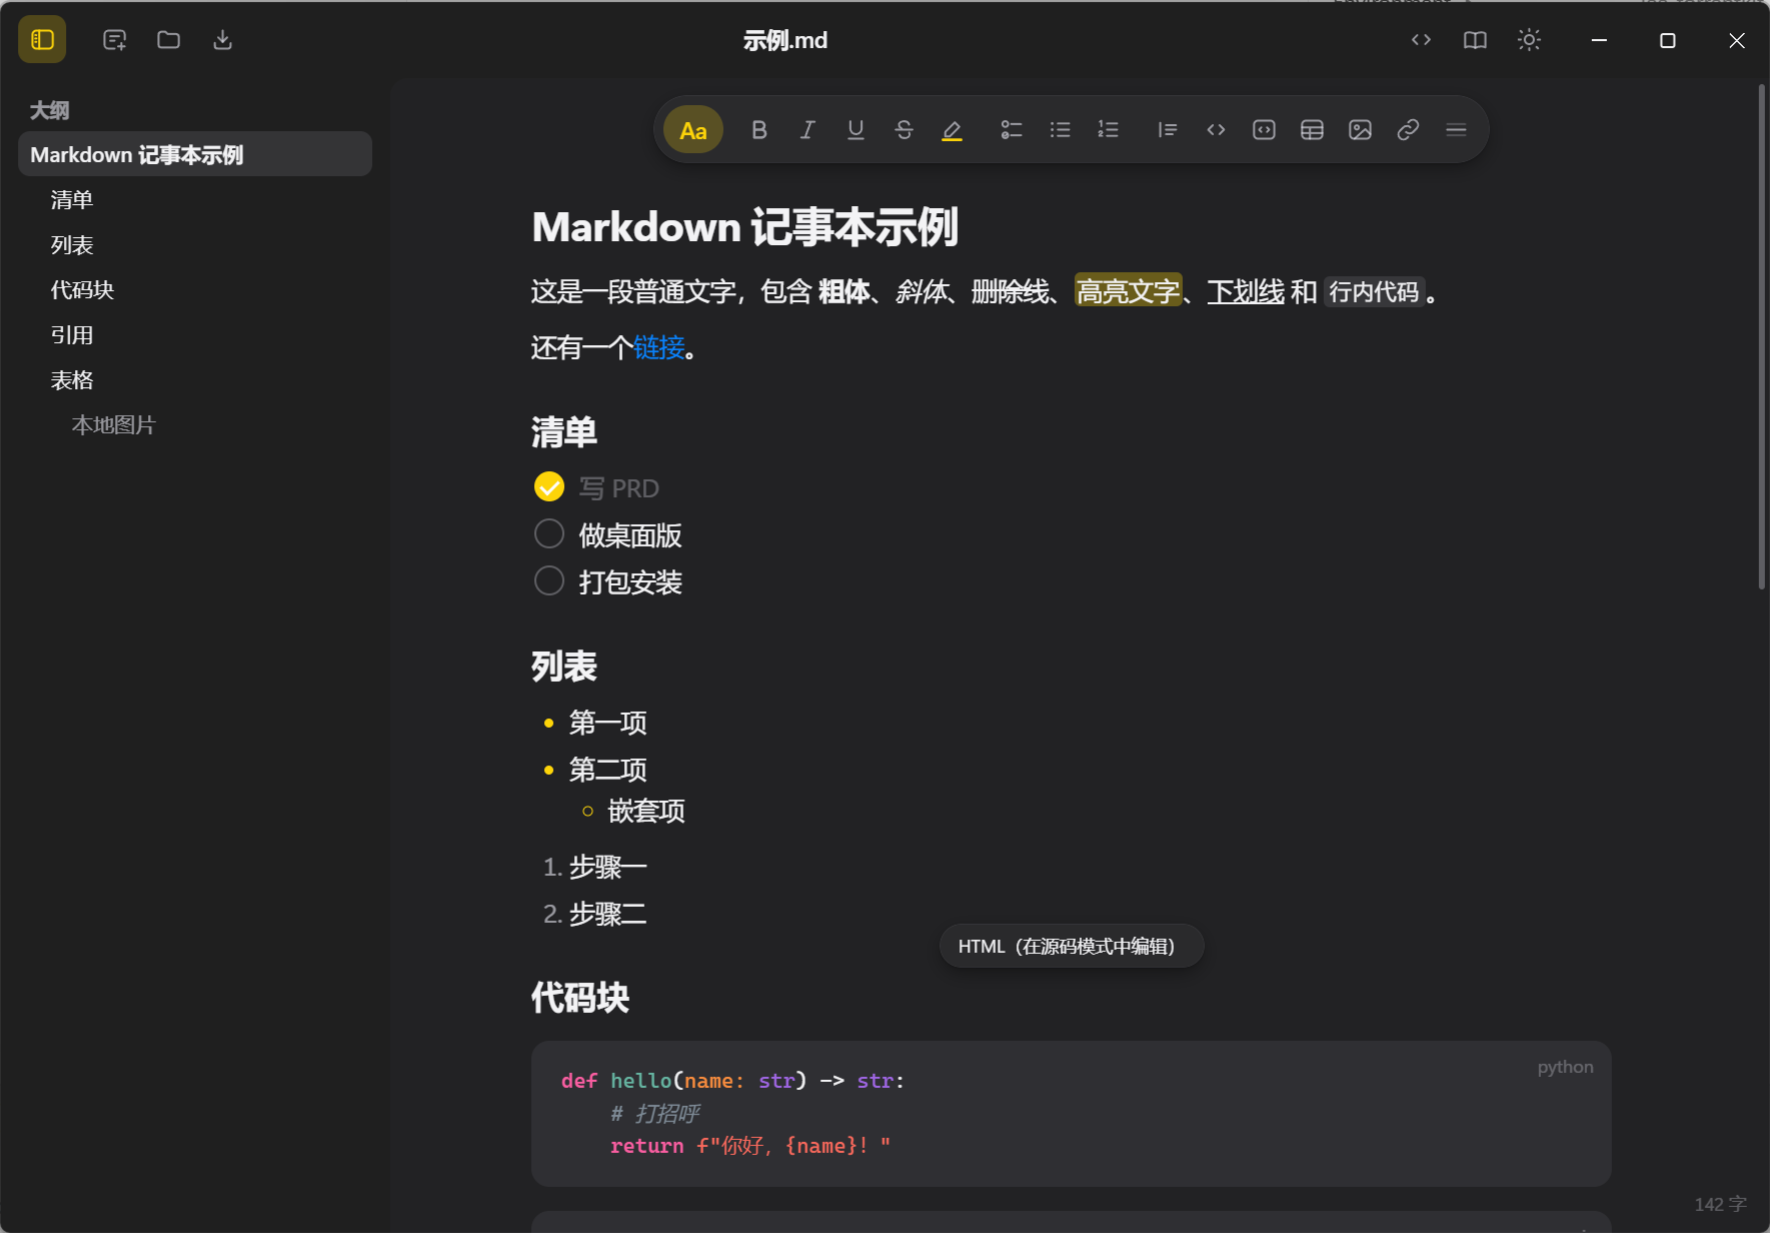 示例.md
大纲
Markdown 记事本示例
清单
列表
代码块
引用
表格
本地图片
Aa B I U S
Markdown 记事本示例
这是一段普通文字，包含 粗体、斜体、删除线、高亮文字、下划线 和 行内代码。
还有一个链接。
清单
写 PRD
做桌面版
打包安装
列表
第一项
第二项
嵌套项
1. 步骤一
2. 步骤二
HTML（在源码模式中编辑）
代码块
python
def hello(name: str) -> str:
# 打招呼
return f"你好，{name}！"
142 字